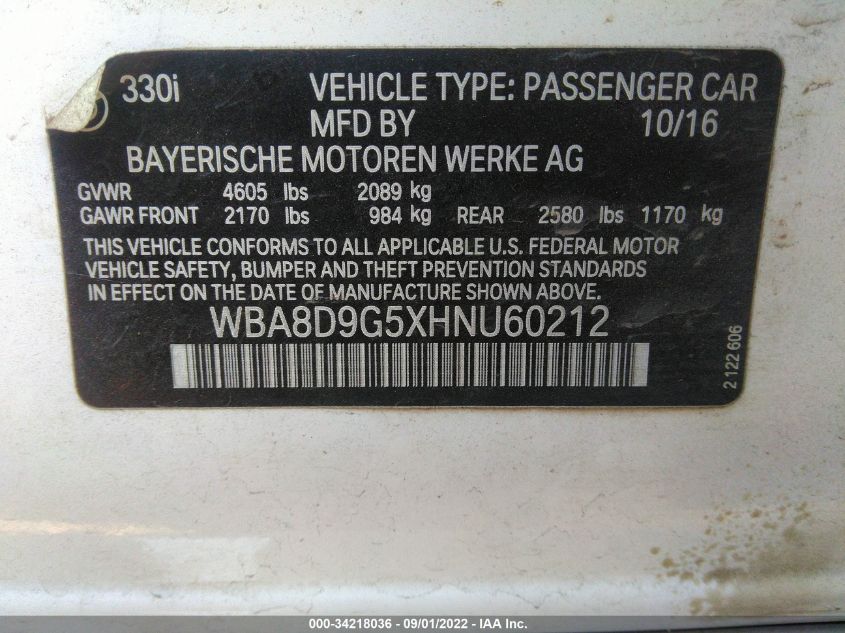 330i VEHICLE TYPE: PASSENGER CAR
MFD BY 10/16
BAYERISCHE MOTOREN WERKE AG
GVWR 4605 lbs 2089 kg
GAWR FRONT 2170 lbs 984 kg REAR 2580 lbs 1170 kg
THIS VEHICLE CONFORMS TO ALL APPLICABLE U.S. FEDERAL MOTOR
VEHICLE SAFETY, BUMPER AND THEFT PREVENTION STANDARDS
IN EFFECT ON THE DATE OF MANUFACTURE SHOWN ABOVE.
WBA8D9G5XHNU60212
2 122 606
000-34218036 - 09/01/2022 - IAA Inc.